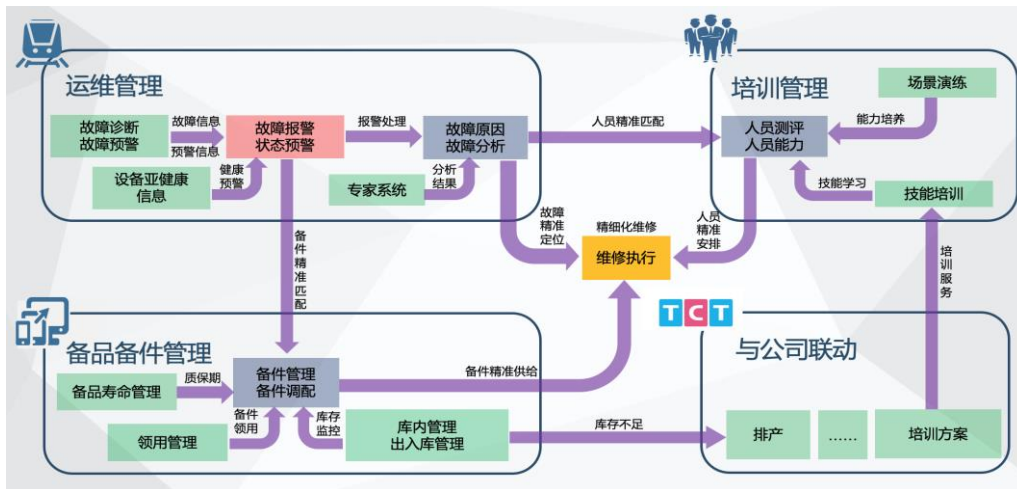 运维管理
故障诊断
故障预警
故障信息
预警信息
故障报警
状态预警
报警处理
故障原因
故障分析
设备亚健康
信息
健康
预警
专家系统
分析
结果
人员精准匹配
培训管理
场景演练
人员测评
人员能力
能力培养
技能学习
技能培训
备件精准匹配
故障
精准
定位
精细化维修
维修执行
人员
精准
安排
培训服务
TCT
备品备件管理
备品寿命管理
质保期
备件管理
备件调配
备件精准供给
领用管理
备件
领用
库存
监控
库内管理
出入库管理
库存不足
与公司联动
排产
……
培训方案